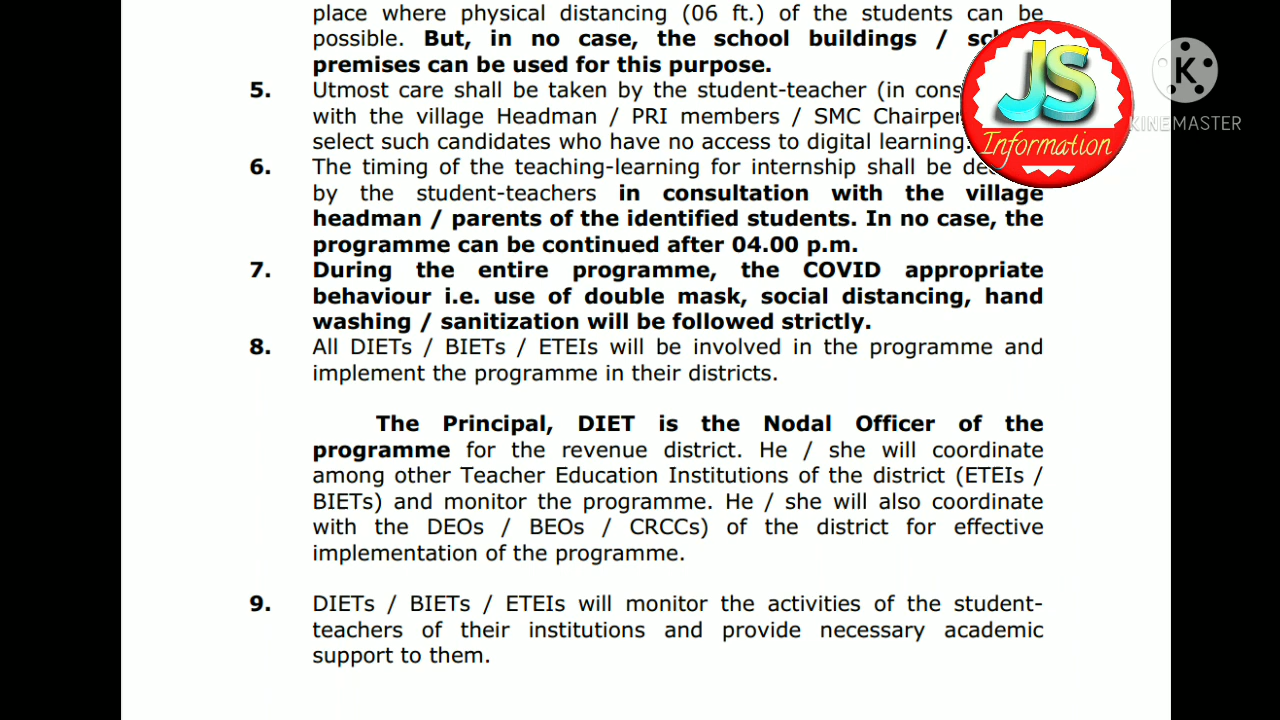 place where physical distancing (06 ft.) of the students can be
possible. But, in no case, the school buildings /
premises can be used for this purpose.
5. Utmost care shall be taken by the student-teacher (in
with the village Headman / PRI members / SMC
select such candidates who have no access to digital learning.
6. The timing of the teaching-learning for internship shall be
by the student-teachers in consultation with the village
headman / parents of the identified students. In no case, the
programme can be continued after 04.00 p.m.
7. During the entire programme, the COVID appropriate
behaviour i.e. use of double mask, social distancing, hand
washing / sanitization will be followed strictly.
8. All DIETs / BIETs / ETEIs will be involved in the programme and
implement the programme in their districts.
The Principal, DIET is the Nodal Officer of the
programme for the revenue district. He / she will coordinate
among other Teacher Education Institutions of the district (ETEIs /
BIETs) and monitor the programme. He / she will also coordinate
with the DEOs / BEOs / CRCCs) of the district for effective
implementation of the programme.
9. DIETs / BIETs / ETEIs will monitor the activities of the student-
teachers of their institutions and provide necessary academic
support to them.
JS
Information
K
KINEMASTER